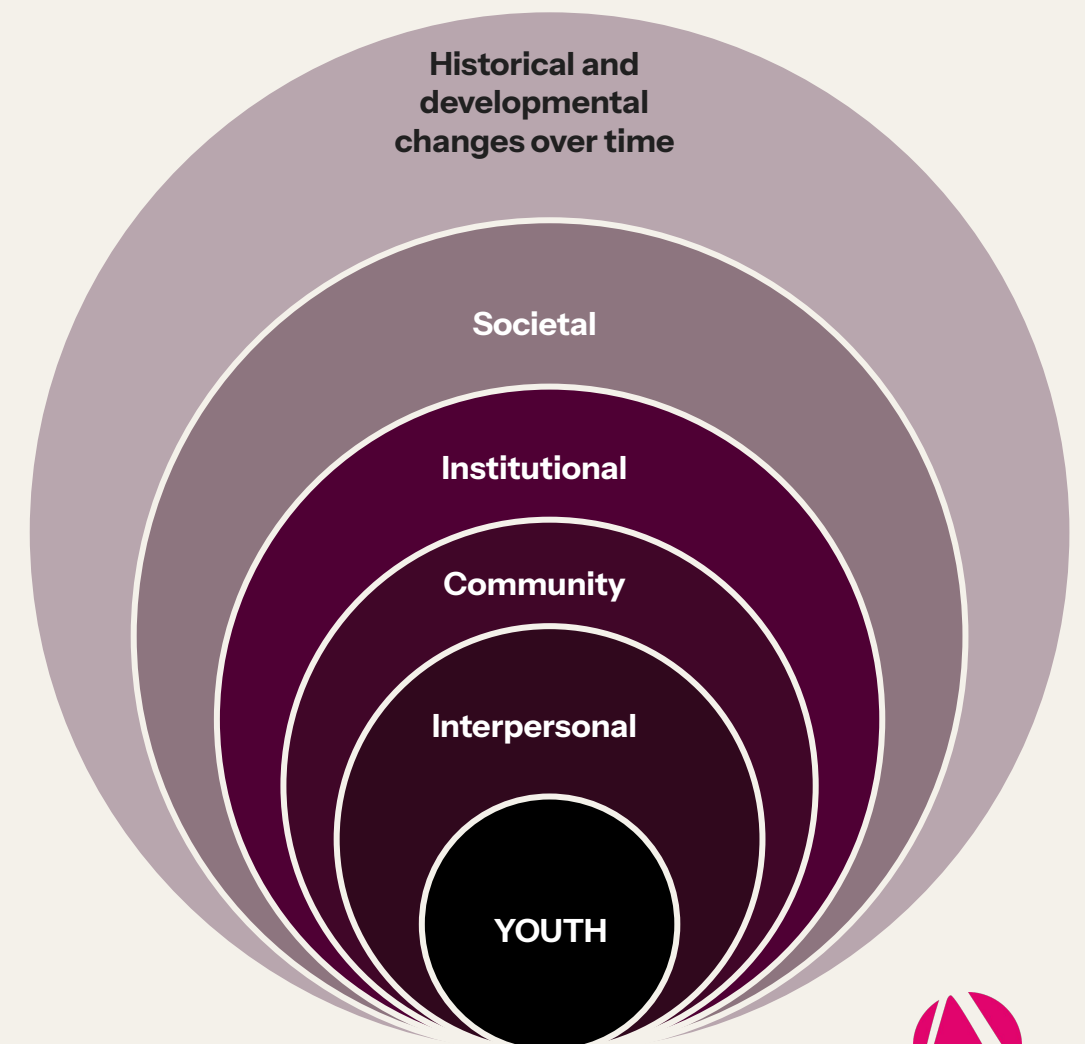 Historical and
developmental
changes over time
Societal
Institutional
Community
Interpersonal
YOUTH